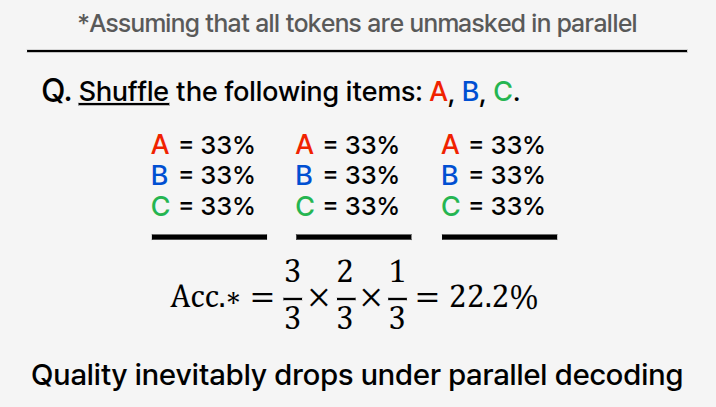 *Assuming that all tokens are unmasked in parallel
Q. Shuffle the following items: A, B, C.
A = 33% A = 33% A = 33%
B = 33% B = 33% B = 33%
C = 33% C = 33% C = 33%
Acc.* = 3/3 × 2/3 × 1/3 = 22.2%
Quality inevitably drops under parallel decoding